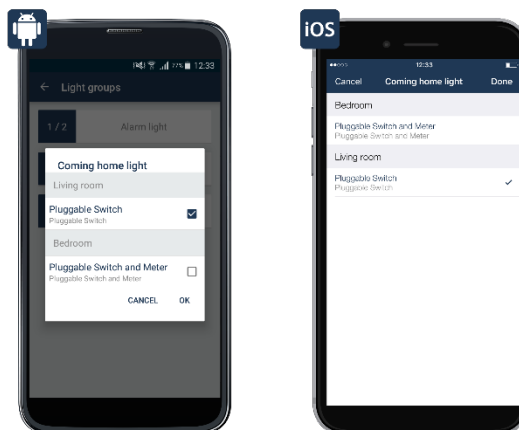 iOS
77% 12:33
Light groups
1 / 2 Alarm light
Coming home light
Living room
Pluggable Switch
Pluggable Switch
Bedroom
Pluggable Switch and Meter
Pluggable Switch and Meter
CANCEL OK
12:33
Cancel Coming home light Done
Bedroom
Pluggable Switch and Meter
Pluggable Switch and Meter
Living room
Pluggable Switch
Pluggable Switch